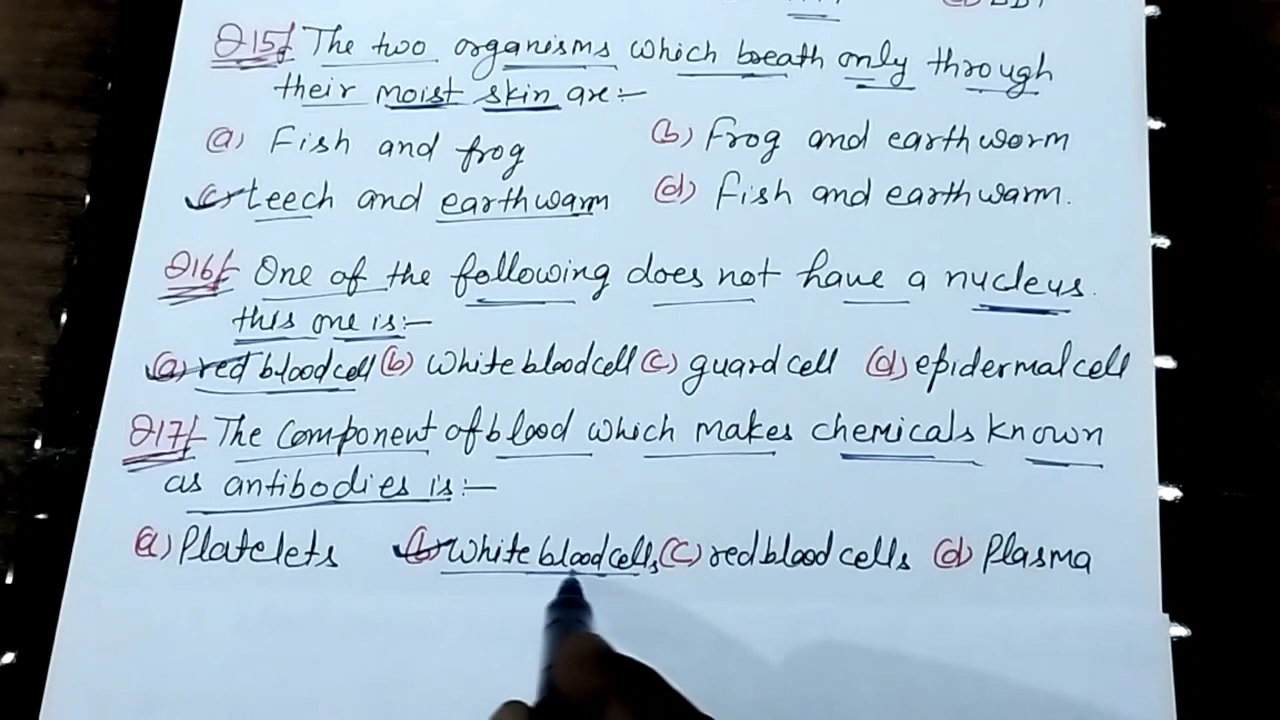 Q15/ The two organisms which breath only through
their moist skin are:-
(a) Fish and frog (b) Frog and earthworm
(c) Leech and earthwarm (d) Fish and earthwarm.
Q16/- One of the following does not have a nucleus.
this one is:-
(a) red blood cell (b) White blood cell (c) guard cell (d) epidermal cell
Q17/- The component of blood which makes chemicals known
as antibodies is:-
(a) Platelets (b) White blood cells, (c) red blood cells (d) Plasma